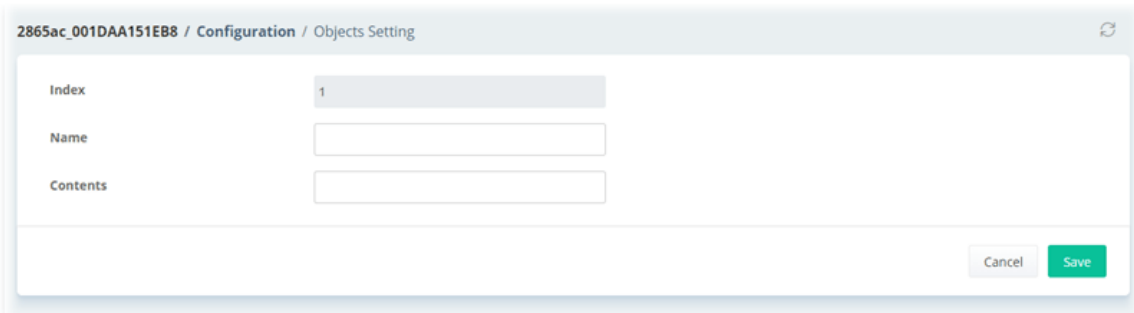 2865ac_001DAA151EB8 / Configuration / Objects Setting
Index
1
Name
Contents
Cancel
Save